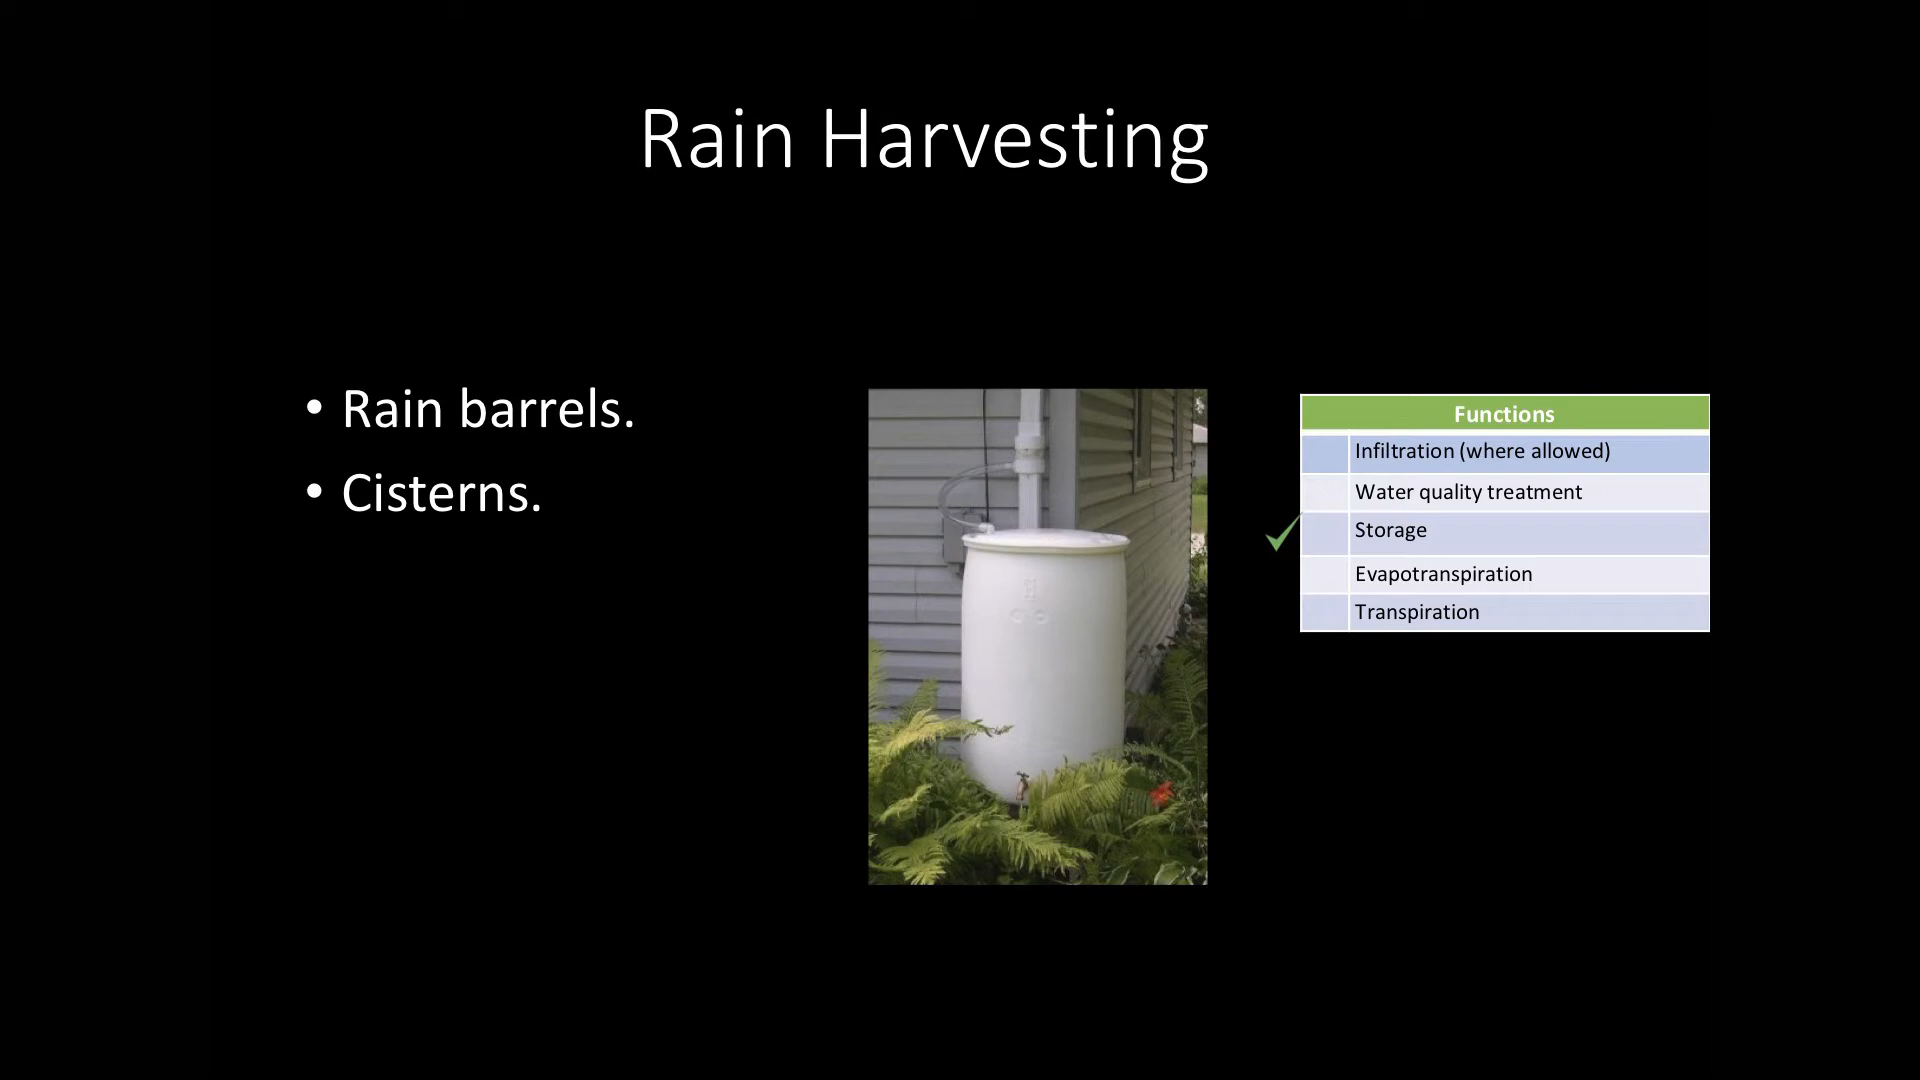 Rain Harvesting
• Rain barrels.
• Cisterns.
Functions
Infiltration (where allowed)
Water quality treatment
Storage
Evapotranspiration
Transpiration